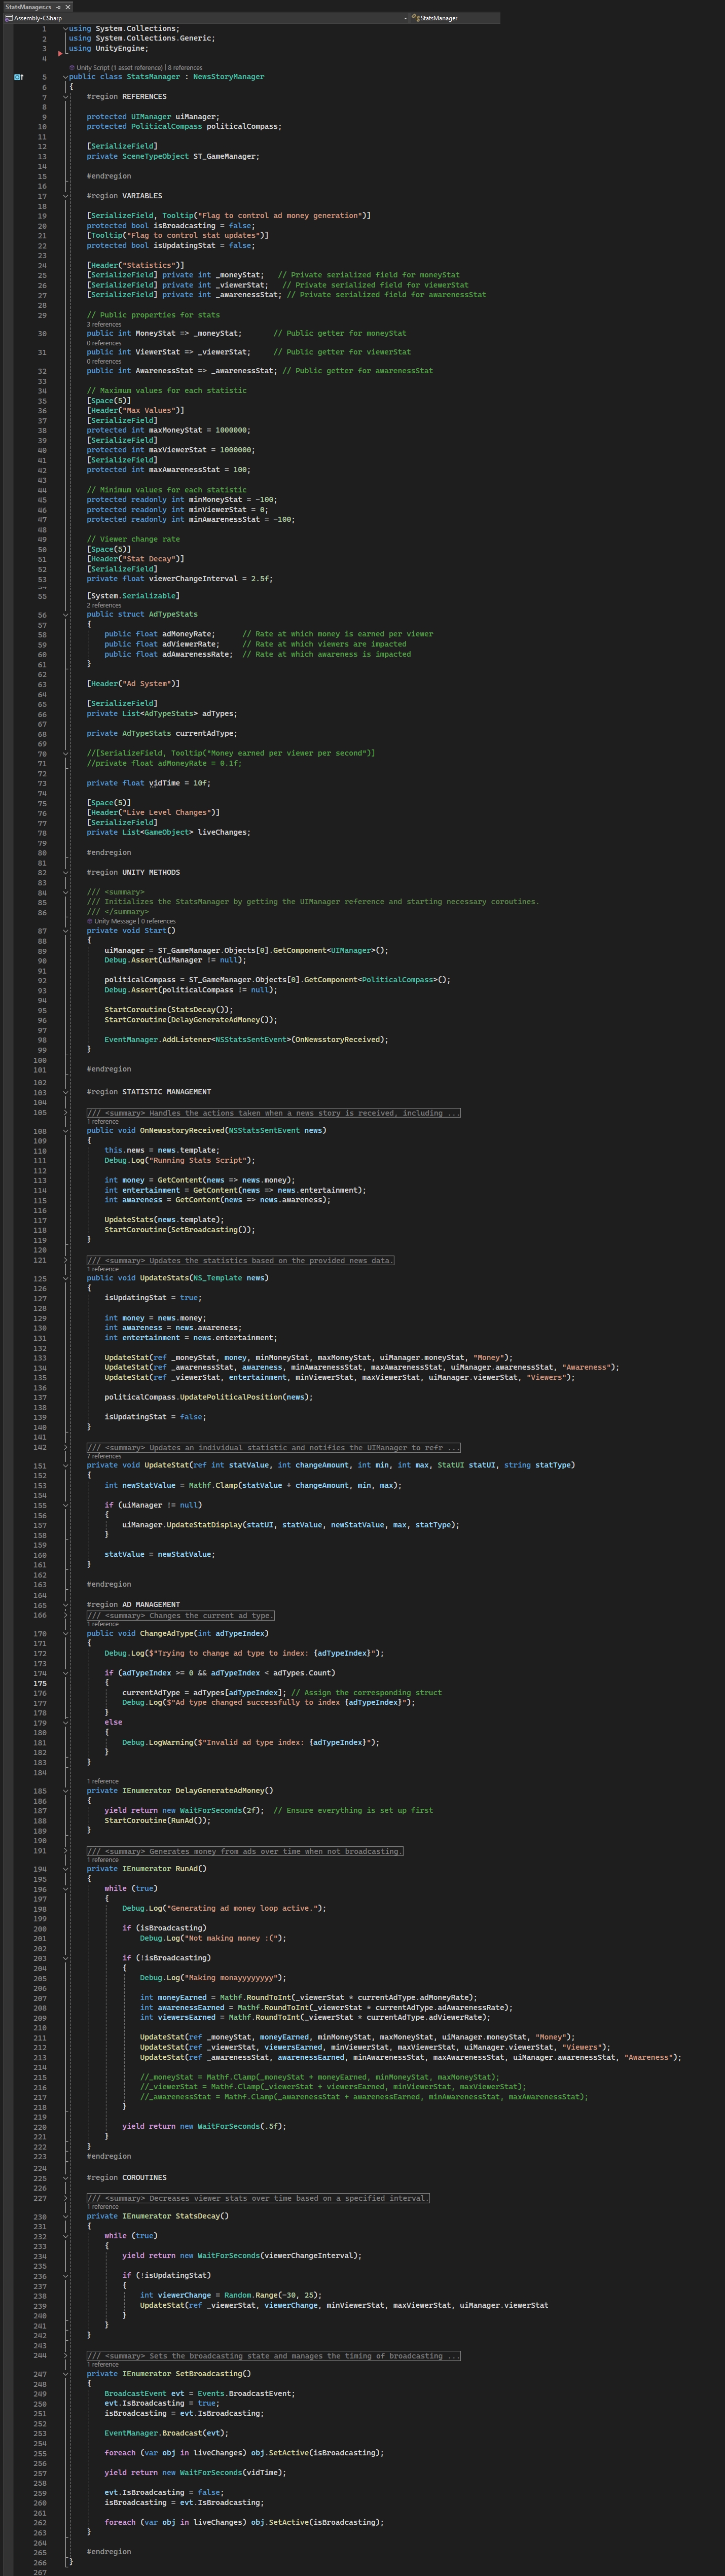 StatsManager.cs
Assembly-CSharp StatsManager
1 using System.Collections;
2 using System.Collections.Generic;
3 using UnityEngine;
4
Unity Script (1 asset reference) | 8 references
5 public class StatsManager : NewsStoryManager
6 {
7 #region REFERENCES
8
9 protected UIManager uiManager;
10 protected PoliticalCompass politicalCompass;
11
12 [SerializeField]
13 private SceneTypeObject ST_GameManager;
14
15 #endregion
16
17 #region VARIABLES
18
19 [SerializeField, Tooltip("Flag to control ad money generation")]
20 protected bool isBroadcasting = false;
21 [Tooltip("Flag to control stat updates")]
22 protected bool isUpdatingStat = false;
23
24 [Header("Statistics")]
25 [SerializeField] private int _moneyStat; // Private serialized field for moneyStat
26 [SerializeField] private int _viewerStat; // Private serialized field for viewerStat
27 [SerializeField] private int _awarenessStat; // Private serialized field for awarenessStat
28
29 // Public properties for stats
3 references
30 public int MoneyStat => _moneyStat; // Public getter for moneyStat
0 references
31 public int ViewerStat => _viewerStat; // Public getter for viewerStat
0 references
32 public int AwarenessStat => _awarenessStat; // Public getter for awarenessStat
33
34 // Maximum values for each statistic
35 [Space(5)]
36 [Header("Max Values")]
37 [SerializeField]
38 protected int maxMoneyStat = 1000000;
39 [SerializeField]
40 protected int maxViewerStat = 1000000;
41 [SerializeField]
42 protected int maxAwarenessStat = 100;
43
44 // Minimum values for each statistic
45 protected readonly int minMoneyStat = -100;
46 protected readonly int minViewerStat = 0;
47 protected readonly int minAwarenessStat = -100;
48
49 // Viewer change rate
50 [Space(5)]
51 [Header("Stat Decay")]
52 [SerializeField]
53 private float viewerChangeInterval = 2.5f;
55 [System.Serializable]
2 references
56 public struct AdTypeStats
57 {
58 public float adMoneyRate; // Rate at which money is earned per viewer
59 public float adViewerRate; // Rate at which viewers are impacted
60 public float adAwarenessRate; // Rate at which awareness is impacted
61 }
62
63 [Header("Ad System")]
64
65 [SerializeField]
66 private List<AdTypeStats> adTypes;
67
68 private AdTypeStats currentAdType;
69
70 //[SerializeField, Tooltip("Money earned per viewer per second")]
71 //private float adMoneyRate = 0.1f;
72
73 private float vidTime = 10f;
74
75 [Space(5)]
76 [Header("Live Level Changes")]
77 [SerializeField]
78 private List<GameObject> liveChanges;
79
80 #endregion
81
82 #region UNITY METHODS
83
84 /// <summary>
85 /// Initializes the StatsManager by getting the UIManager reference and starting necessary coroutines.
86 /// </summary>
Unity Message | 0 references
87 private void Start()
88 {
89 uiManager = ST_GameManager.Objects[0].GetComponent<UIManager>();
90 Debug.Assert(uiManager != null);
91
92 politicalCompass = ST_GameManager.Objects[0].GetComponent<PoliticalCompass>();
93 Debug.Assert(politicalCompass != null);
94
95 StartCoroutine(StatsDecay());
96 StartCoroutine(DelayGenerateAdMoney());
97
98 EventManager.AddListener<NSStatsSentEvent>(OnNewsstoryReceived);
99 }
100
101 #endregion
102
103 #region STATISTIC MANAGEMENT
104
105 /// <summary> Handles the actions taken when a news story is received, including ...
1 reference
108 public void OnNewsstoryReceived(NSStatsSentEvent news)
109 {
110 this.news = news.template;
111 Debug.Log("Running Stats Script");
112
113 int money = GetContent(news => news.money);
114 int entertainment = GetContent(news => news.entertainment);
115 int awareness = GetContent(news => news.awareness);
116
117 UpdateStats(news.template);
118 StartCoroutine(SetBroadcasting());
119 }
120
121 /// <summary> Updates the statistics based on the provided news data.
1 reference
125 public void UpdateStats(NS_Template news)
126 {
127 isUpdatingStat = true;
128
129 int money = news.money;
130 int awareness = news.awareness;
131 int entertainment = news.entertainment;
132
133 UpdateStat(ref _moneyStat, money, minMoneyStat, maxMoneyStat, uiManager.moneyStat, "Money");
134 UpdateStat(ref _awarenessStat, awareness, minAwarenessStat, maxAwarenessStat, uiManager.awarenessStat, "Awareness");
135 UpdateStat(ref _viewerStat, entertainment, minViewerStat, maxViewerStat, uiManager.viewerStat, "Viewers");
136
137 politicalCompass.UpdatePoliticalPosition(news);
138
139 isUpdatingStat = false;
140 }
141
142 /// <summary> Updates an individual statistic and notifies the UIManager to refr ...
7 references
151 private void UpdateStat(ref int statValue, int changeAmount, int min, int max, StatUI statUI, string statType)
152 {
153 int newStatValue = Mathf.Clamp(statValue + changeAmount, min, max);
154
155 if (uiManager != null)
156 {
157 uiManager.UpdateStatDisplay(statUI, statValue, newStatValue, max, statType);
158 }
159
160 statValue = newStatValue;
161 }
162
163 #endregion
164
165 #region AD MANAGEMENT
166 /// <summary> Changes the current ad type.
1 reference
170 public void ChangeAdType(int adTypeIndex)
171 {
172 Debug.Log($"Trying to change ad type to index: {adTypeIndex}");
173
174 if (adTypeIndex >= 0 && adTypeIndex < adTypes.Count)
175 {
176 currentAdType = adTypes[adTypeIndex]; // Assign the corresponding struct
177 Debug.Log($"Ad type changed successfully to index {adTypeIndex}");
178 }
179 else
180 {
181 Debug.LogWarning($"Invalid ad type index: {adTypeIndex}");
182 }
183 }
184
1 reference
185 private IEnumerator DelayGenerateAdMoney()
186 {
187 yield return new WaitForSeconds(2f); // Ensure everything is set up first
188 StartCoroutine(RunAd());
189 }
190
191 /// <summary> Generates money from ads over time when not broadcasting.
1 reference
194 private IEnumerator RunAd()
195 {
196 while (true)
197 {
198 Debug.Log("Generating ad money loop active.");
199
200 if (isBroadcasting)
201 Debug.Log("Not making money :(");
202
203 if (!isBroadcasting)
204 {
205 Debug.Log("Making monayyyyyyyy");
206
207 int moneyEarned = Mathf.RoundToInt(_viewerStat * currentAdType.adMoneyRate);
208 int awarenessEarned = Mathf.RoundToInt(_viewerStat * currentAdType.adAwarenessRate);
209 int viewersEarned = Mathf.RoundToInt(_viewerStat * currentAdType.adViewerRate);
210
211 UpdateStat(ref _moneyStat, moneyEarned, minMoneyStat, maxMoneyStat, uiManager.moneyStat, "Money");
212 UpdateStat(ref _viewerStat, viewersEarned, minViewerStat, maxViewerStat, uiManager.viewerStat, "Viewers");
213 UpdateStat(ref _awarenessStat, awarenessEarned, minAwarenessStat, maxAwarenessStat, uiManager.awarenessStat, "Awareness");
214
215 //_moneyStat = Mathf.Clamp(_moneyStat + moneyEarned, minMoneyStat, maxMoneyStat);
216 //_viewerStat = Mathf.Clamp(_viewerStat + viewersEarned, minViewerStat, maxViewerStat);
217 //_awarenessStat = Mathf.Clamp(_awarenessStat + awarenessEarned, minAwarenessStat, maxAwarenessStat);
218 }
219
220 yield return new WaitForSeconds(.5f);
221 }
222 }
223 #endregion
224
225 #region COROUTINES
226
227 /// <summary> Decreases viewer stats over time based on a specified interval.
1 reference
230 private IEnumerator StatsDecay()
231 {
232 while (true)
233 {
234 yield return new WaitForSeconds(viewerChangeInterval);
235
236 if (!isUpdatingStat)
237 {
238 int viewerChange = Random.Range(-30, 25);
239 UpdateStat(ref _viewerStat, viewerChange, minViewerStat, maxViewerStat, uiManager.viewerStat
240 }
241 }
242 }
243
244 /// <summary> Sets the broadcasting state and manages the timing of broadcasting ...
1 reference
247 private IEnumerator SetBroadcasting()
248 {
249 BroadcastEvent evt = Events.BroadcastEvent;
250 evt.IsBroadcasting = true;
251 isBroadcasting = evt.IsBroadcasting;
252
253 EventManager.Broadcast(evt);
254
255 foreach (var obj in liveChanges) obj.SetActive(isBroadcasting);
256
257 yield return new WaitForSeconds(vidTime);
258
259 evt.IsBroadcasting = false;
260 isBroadcasting = evt.IsBroadcasting;
261
262 foreach (var obj in liveChanges) obj.SetActive(isBroadcasting);
263 }
264
265 #endregion
266 }
267